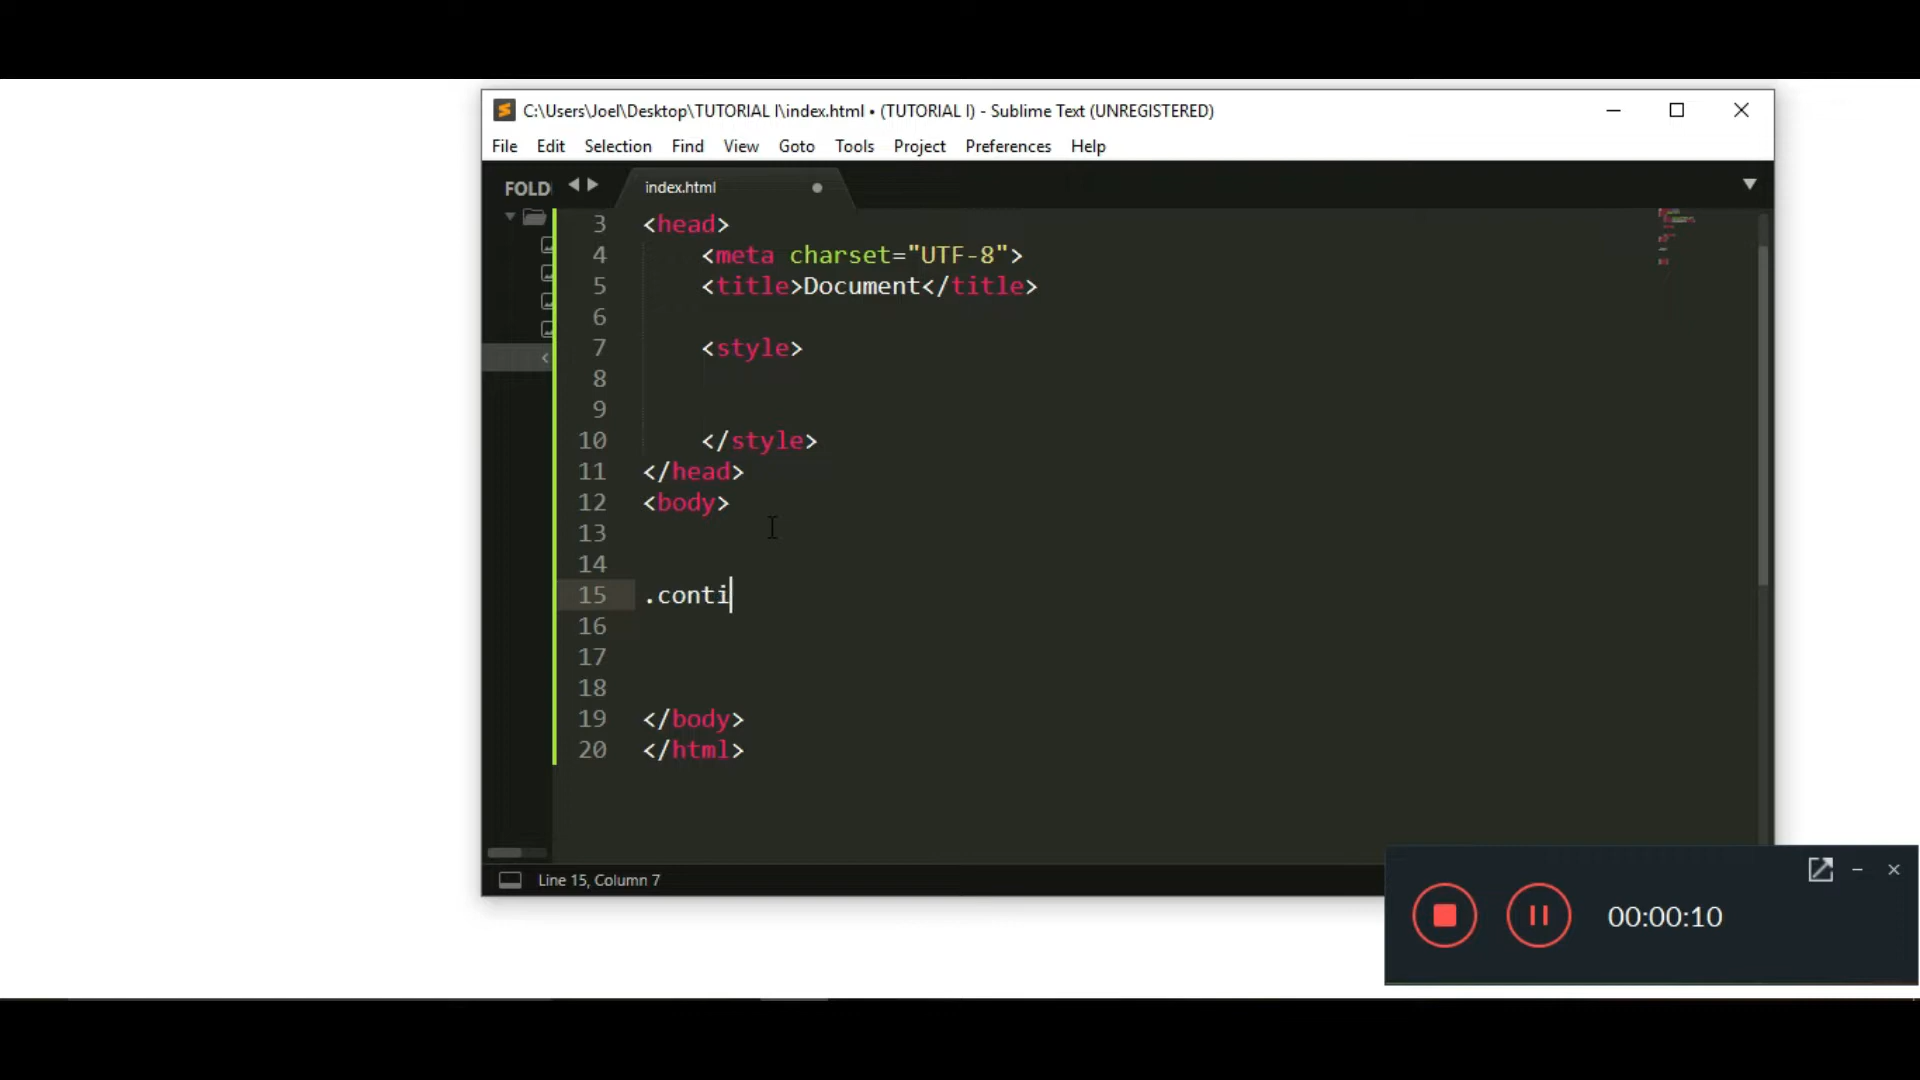 C:\Users\Joel\Desktop\TUTORIAL I\index.html • (TUTORIAL I) - Sublime Text (UNREGISTERED)
File Edit Selection Find View Goto Tools Project Preferences Help
FOLD
index.html
3 <head>
4 <meta charset="UTF-8">
5 <title>Document</title>
6
7 <style>
8
9
10 </style>
11 </head>
12 <body>
13
14
15 .conti
16
17
18
19 </body>
20 </html>
Line 15, Column 7
00:00:10